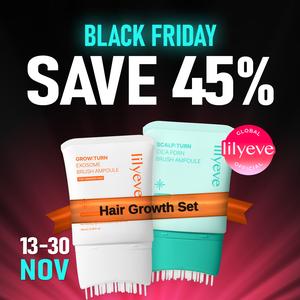 BLACK FRIDAY
SAVE 45%
GLOBAL
lilyeve
OFFICIAL
GROW:TURN
EXOSOME
BRUSH AMPOULE
lilyeve
SCALP:TURN
CICA PDRN
BRUSH AMPOULE
lilyeve
Hair Growth Set
13-30
NOV